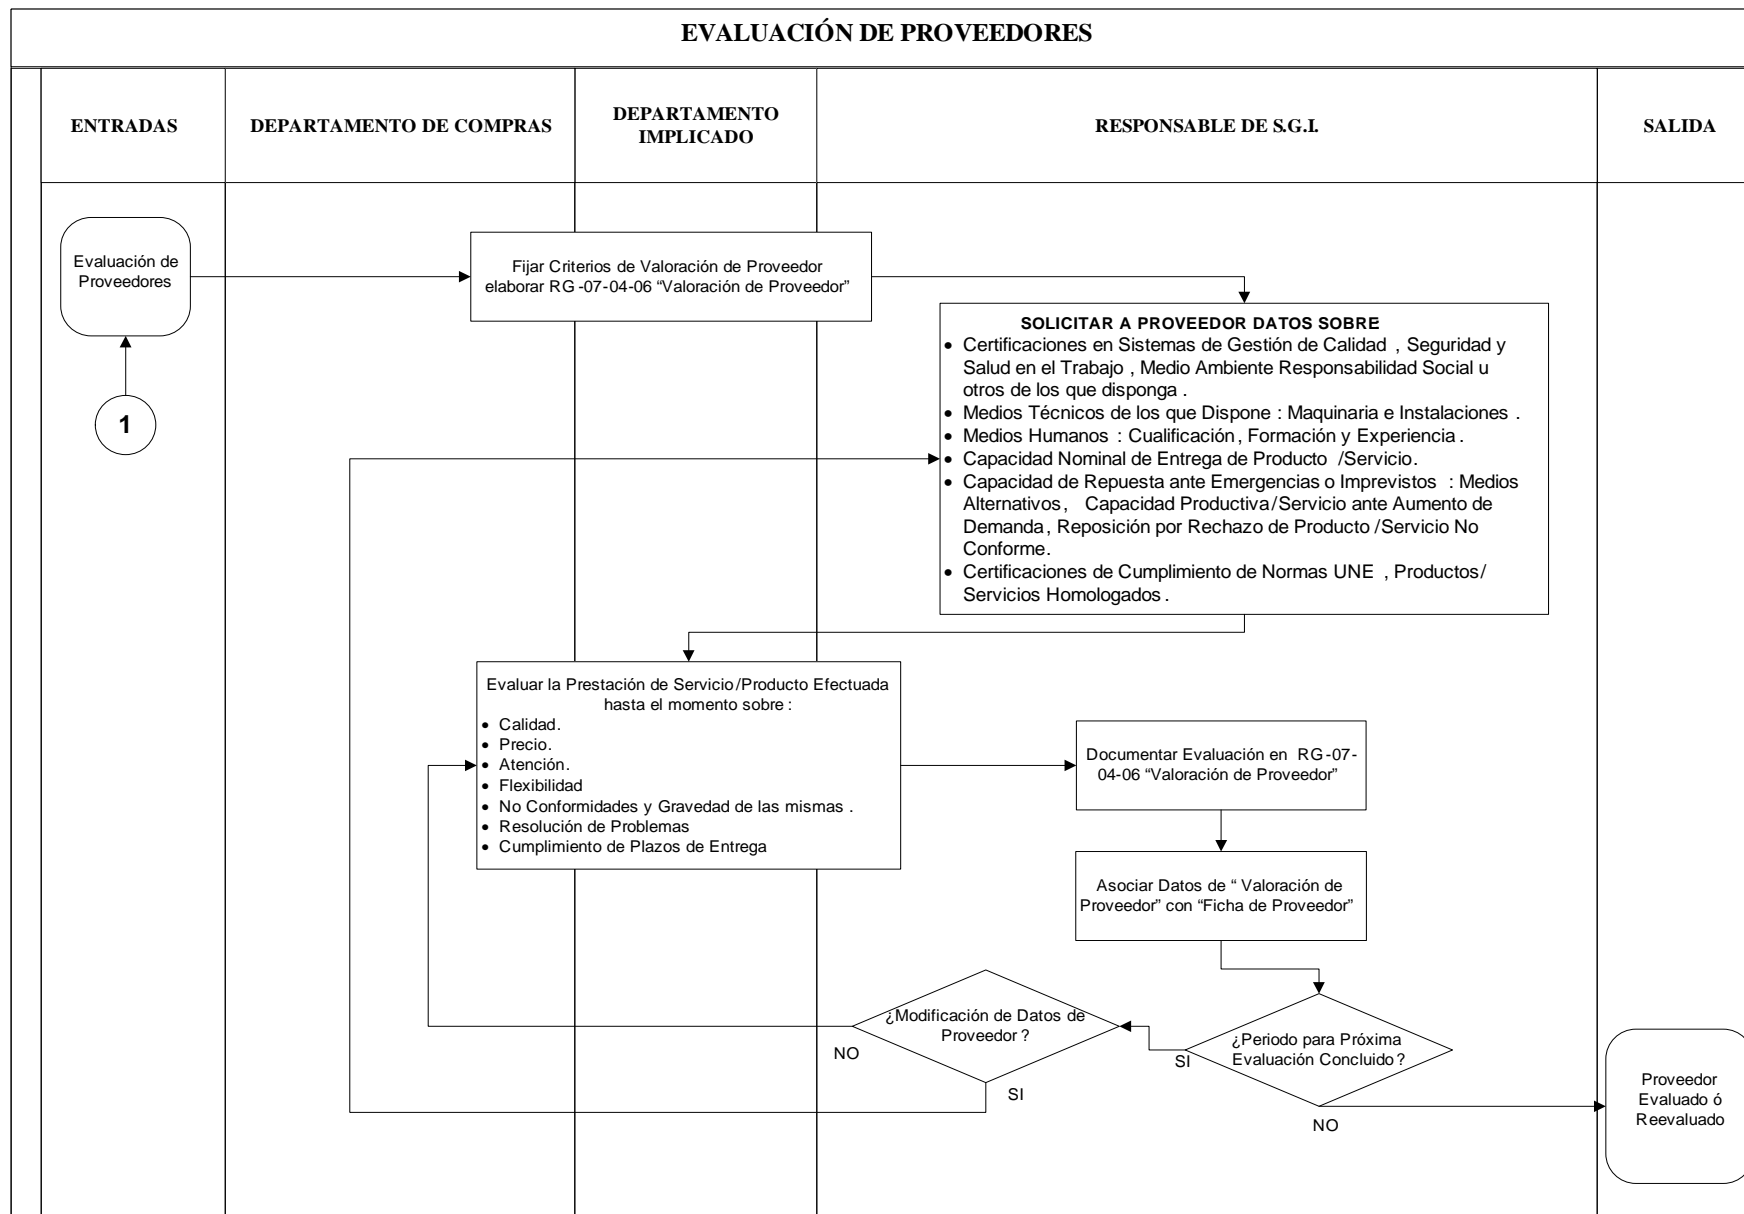 EVALUACIÓN DE PROVEEDORES
ENTRADAS
DEPARTAMENTO DE COMPRAS
DEPARTAMENTO
IMPLICADO
RESPONSABLE DE S.G.I.
SALIDA
Evaluación de
Proveedores
1
Fijar Criterios de Valoración de Proveedor
elaborar RG-07-04-06 “Valoración de Proveedor”
SOLICITAR A PROVEEDOR DATOS SOBRE
• Certificaciones en Sistemas de Gestión de Calidad , Seguridad y
Salud en el Trabajo , Medio Ambiente Responsabilidad Social u
otros de los que disponga .
• Medios Técnicos de los que Dispone : Maquinaria e Instalaciones .
• Medios Humanos : Cualificación, Formación y Experiencia .
• Capacidad Nominal de Entrega de Producto /Servicio.
• Capacidad de Repuesta ante Emergencias o Imprevistos : Medios
Alternativos, Capacidad Productiva/Servicio ante Aumento de
Demanda, Reposición por Rechazo de Producto /Servicio No
Conforme.
• Certificaciones de Cumplimiento de Normas UNE , Productos/
Servicios Homologados .
Evaluar la Prestación de Servicio/Producto Efectuada
hasta el momento sobre :
• Calidad.
• Precio.
• Atención.
• Flexibilidad
• No Conformidades y Gravedad de las mismas .
• Resolución de Problemas
• Cumplimiento de Plazos de Entrega
Documentar Evaluación en RG-07-
04-06 “Valoración de Proveedor”
Asociar Datos de “ Valoración de
Proveedor” con “Ficha de Proveedor”
¿Modificación de Datos de
Proveedor ?
NO
SI
¿Periodo para Próxima
Evaluación Concluido ?
SI
NO
Proveedor
Evaluado ó
Reevaluado